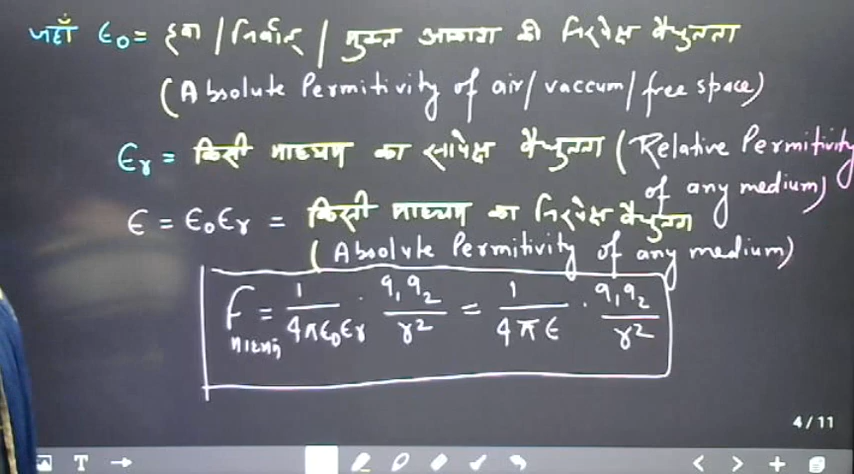 जहाँ ϵ₀ = हवा / निर्वात / मुक्त आकाश की निरपेक्ष वैद्युतता
(Absolute Permitivity of air/vaccum/free space)
ϵr = किसी माध्यम का सापेक्ष वैद्युतता (Relative Permitivity
of any medium)
ϵ = ϵ₀ϵr = किसी माध्यम का निरपेक्ष वैद्युतता
(Absolute Permitivity of any medium)
F माध्यम = 1/4πϵ₀ϵr · q₁q₂/r² = 1/4πϵ · q₁q₂/r²
4/11
T